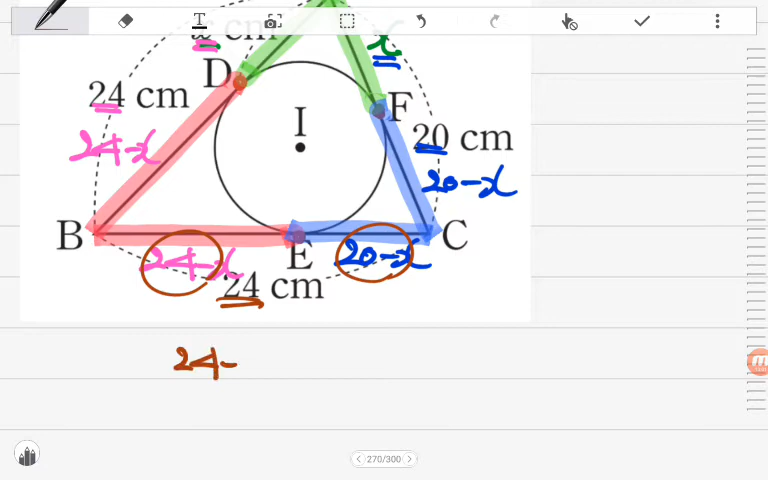 x cm
x
D
24 cm
F
I
20 cm
24-x
20-x
B
E
C
24-x
20-x
24 cm
24-
270/300